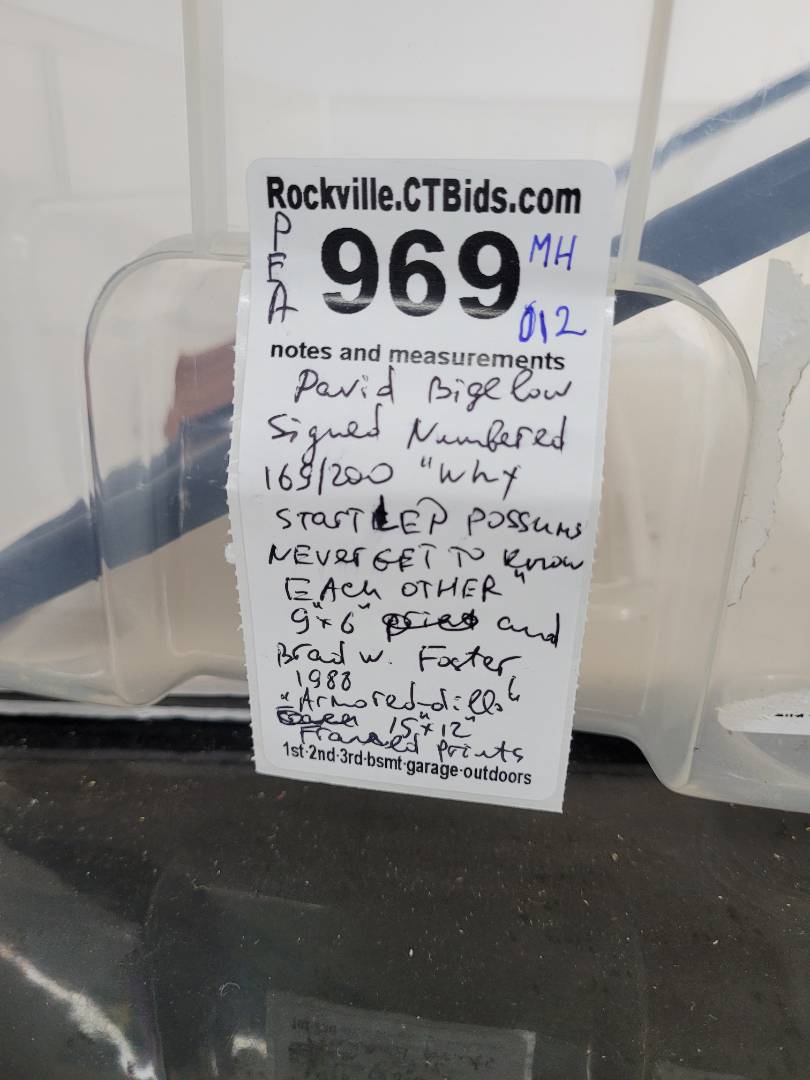 Rockville.CTBids.com
PFA
969
MH
012
notes and measurements
David Bigelow
Signed Numbered
169/200 "Why
STARTLED POSSUMS
NEVER GET TO KNOW
EACH OTHER"
9"x6" and
Brad W. Foster
1988
"Armored-dillo"
15"x12"
Framed Prints
1st·2nd·3rd·bsmt·garage·outdoors